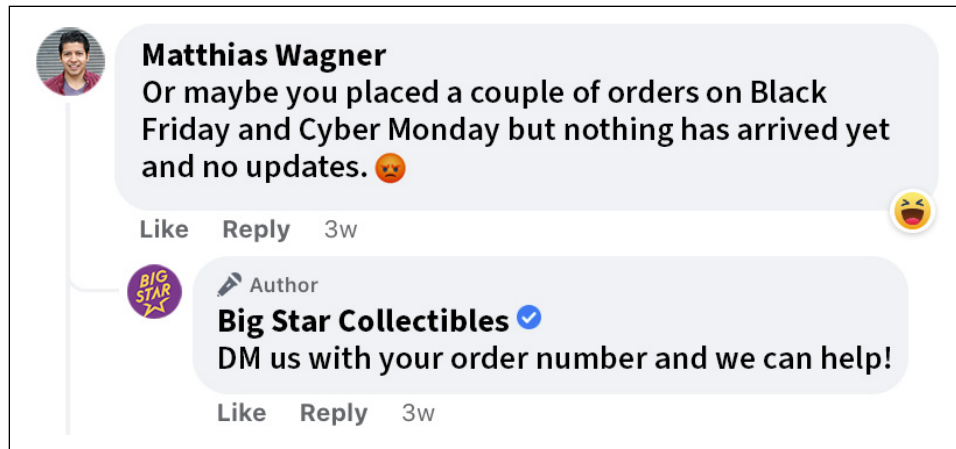 Matthias Wagner
Or maybe you placed a couple of orders on Black
Friday and Cyber Monday but nothing has arrived yet
and no updates. 😡
Like Reply 3w
BIG
STAR
Author
Big Star Collectibles
DM us with your order number and we can help!
Like Reply 3w